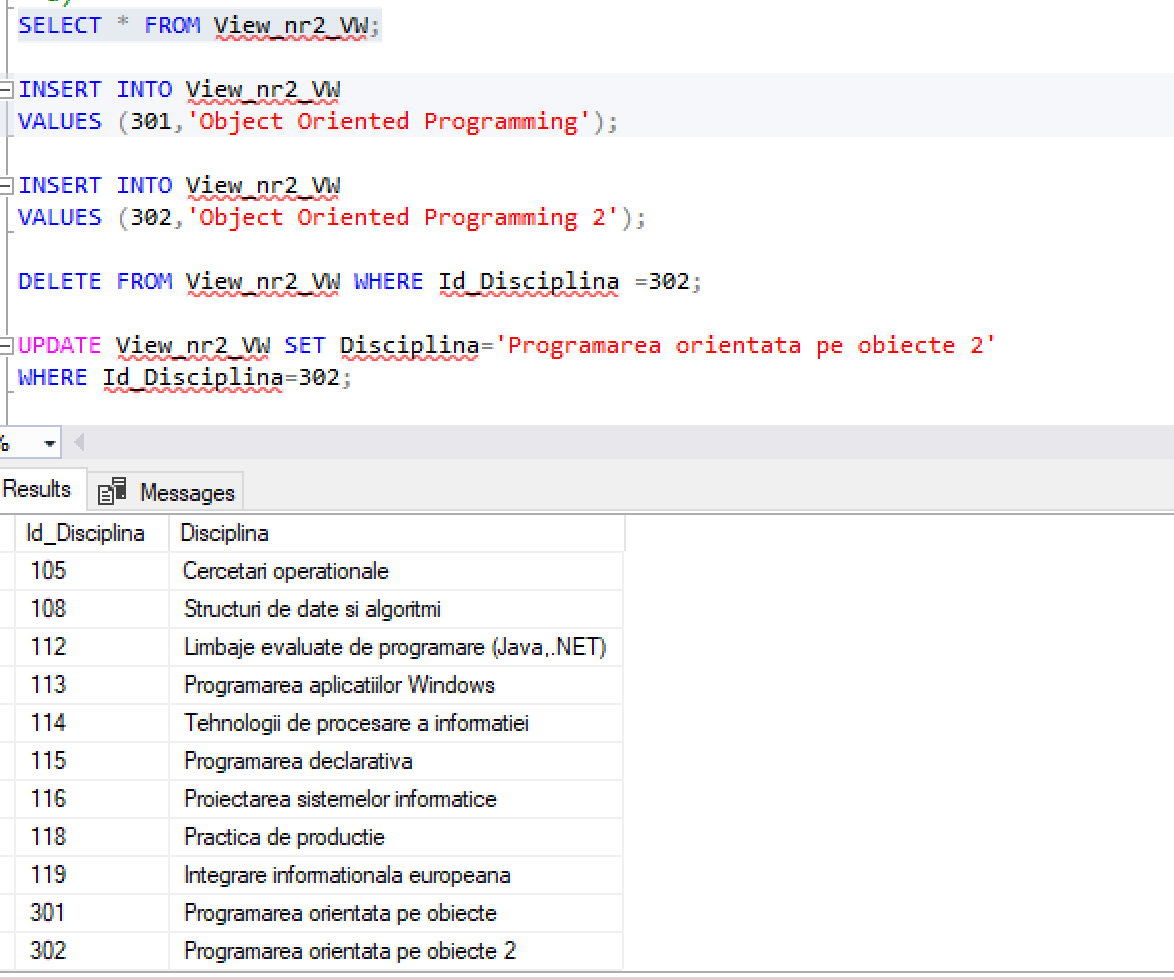 SELECT * FROM View_nr2_VW;
INSERT INTO View_nr2_VW
VALUES (301,'Object Oriented Programming');
INSERT INTO View_nr2_VW
VALUES (302,'Object Oriented Programming 2');
DELETE FROM View_nr2_VW WHERE Id_Disciplina =302;
UPDATE View_nr2_VW SET Disciplina='Programarea orientata pe obiecte 2'
WHERE Id_Disciplina=302;
%
Results Messages
Id_Disciplina Disciplina
105 Cercetari operationale
108 Structuri de date si algoritmi
112 Limbaje evaluate de programare (Java,.NET)
113 Programarea aplicatiilor Windows
114 Tehnologii de procesare a informatiei
115 Programarea declarativa
116 Proiectarea sistemelor informatice
118 Practica de productie
119 Integrare informationala europeana
301 Programarea orientata pe obiecte
302 Programarea orientata pe obiecte 2